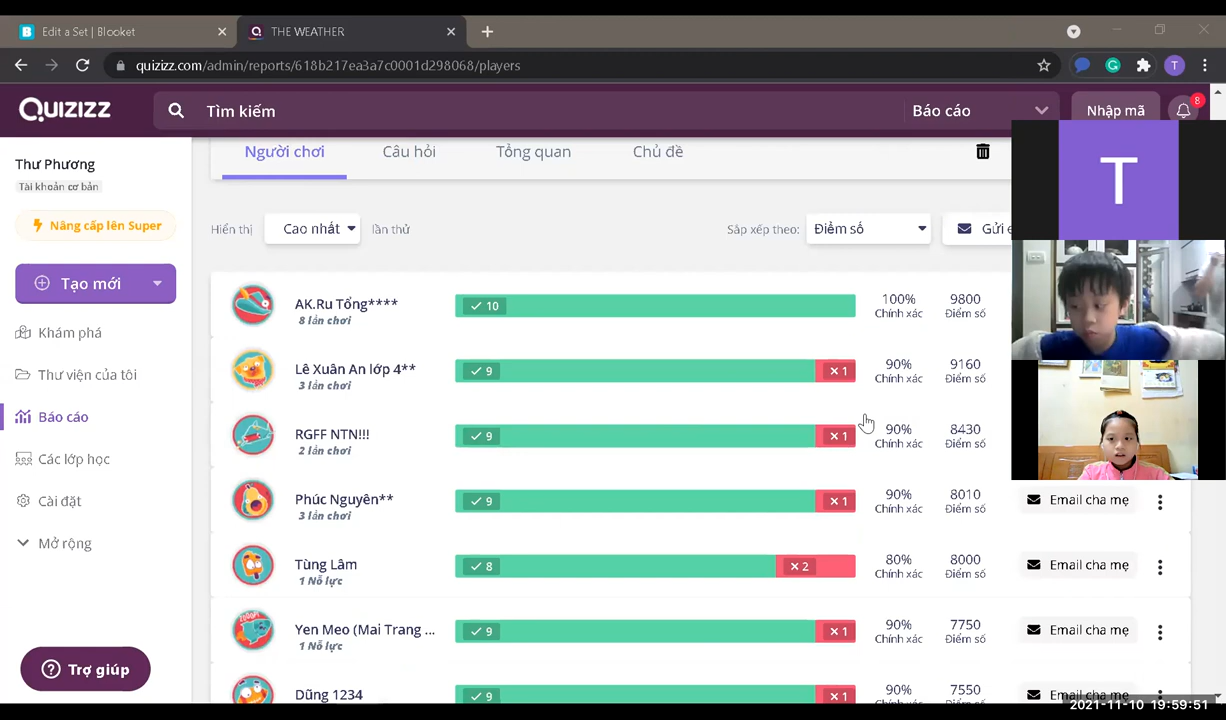 Edit a Set | Blooket
THE WEATHER
quizizz.com/admin/reports/618b217ea3a7c0001d298068/players
T
QUIZIZZ
Tìm kiếm
Báo cáo
Nhập mã
8
Thư Phương
Tài khoản cơ bản
Nâng cấp lên Super
Tạo mới
Khám phá
Thư viện của tôi
Báo cáo
Các lớp học
Cài đặt
Mở rộng
Trợ giúp
Người chơi
Câu hỏi
Tổng quan
Chủ đề
Hiển thị
Cao nhất
lần thử
Sắp xếp theo:
Điểm số
Gửi e
T
AK.Ru Tổng****
8 lần chơi
10
100%
Chính xác
9800
Điểm số
Lê Xuân An lớp 4**
3 lần chơi
9
1
90%
Chính xác
9160
Điểm số
RGFF NTN!!!
2 lần chơi
9
1
90%
Chính xác
8430
Điểm số
Phúc Nguyên**
3 lần chơi
9
1
90%
Chính xác
8010
Điểm số
Email cha mẹ
Tùng Lâm
1 Nỗ lực
8
2
80%
Chính xác
8000
Điểm số
Email cha mẹ
Yen Meo (Mai Trang ...
1 Nỗ lực
9
1
90%
Chính xác
7750
Điểm số
Email cha mẹ
Dũng 1234
9
1
90%
Chính xác
7550
Điểm số
Email cha mẹ
2021-11-10 19:59:51